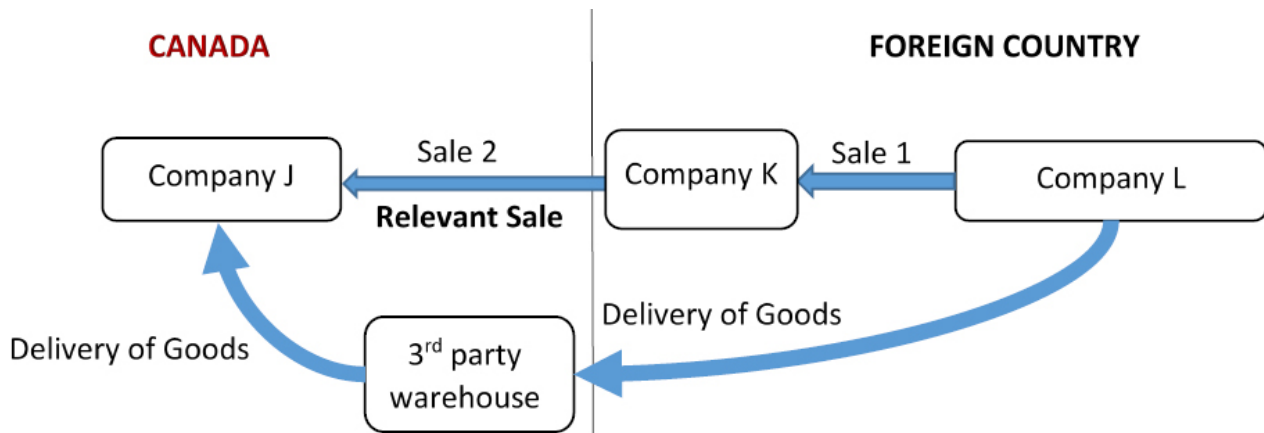 CANADA
FOREIGN COUNTRY
Sale 2
Sale 1
Company J
Company K
Company L
Relevant Sale
Delivery of Goods
Delivery of Goods
3rd party
warehouse